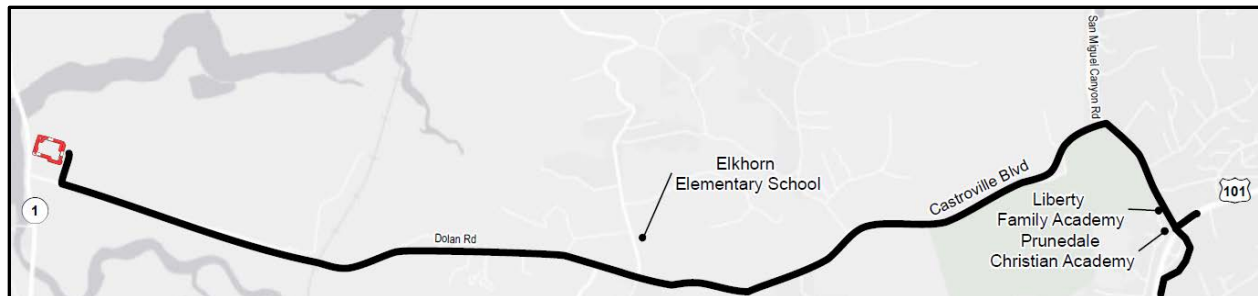 San Miguel Canyon Rd
Elkhorn
Elementary School
Castroville Blvd
101
Liberty
Family Academy
Prunedale
Christian Academy
1
Dolan Rd